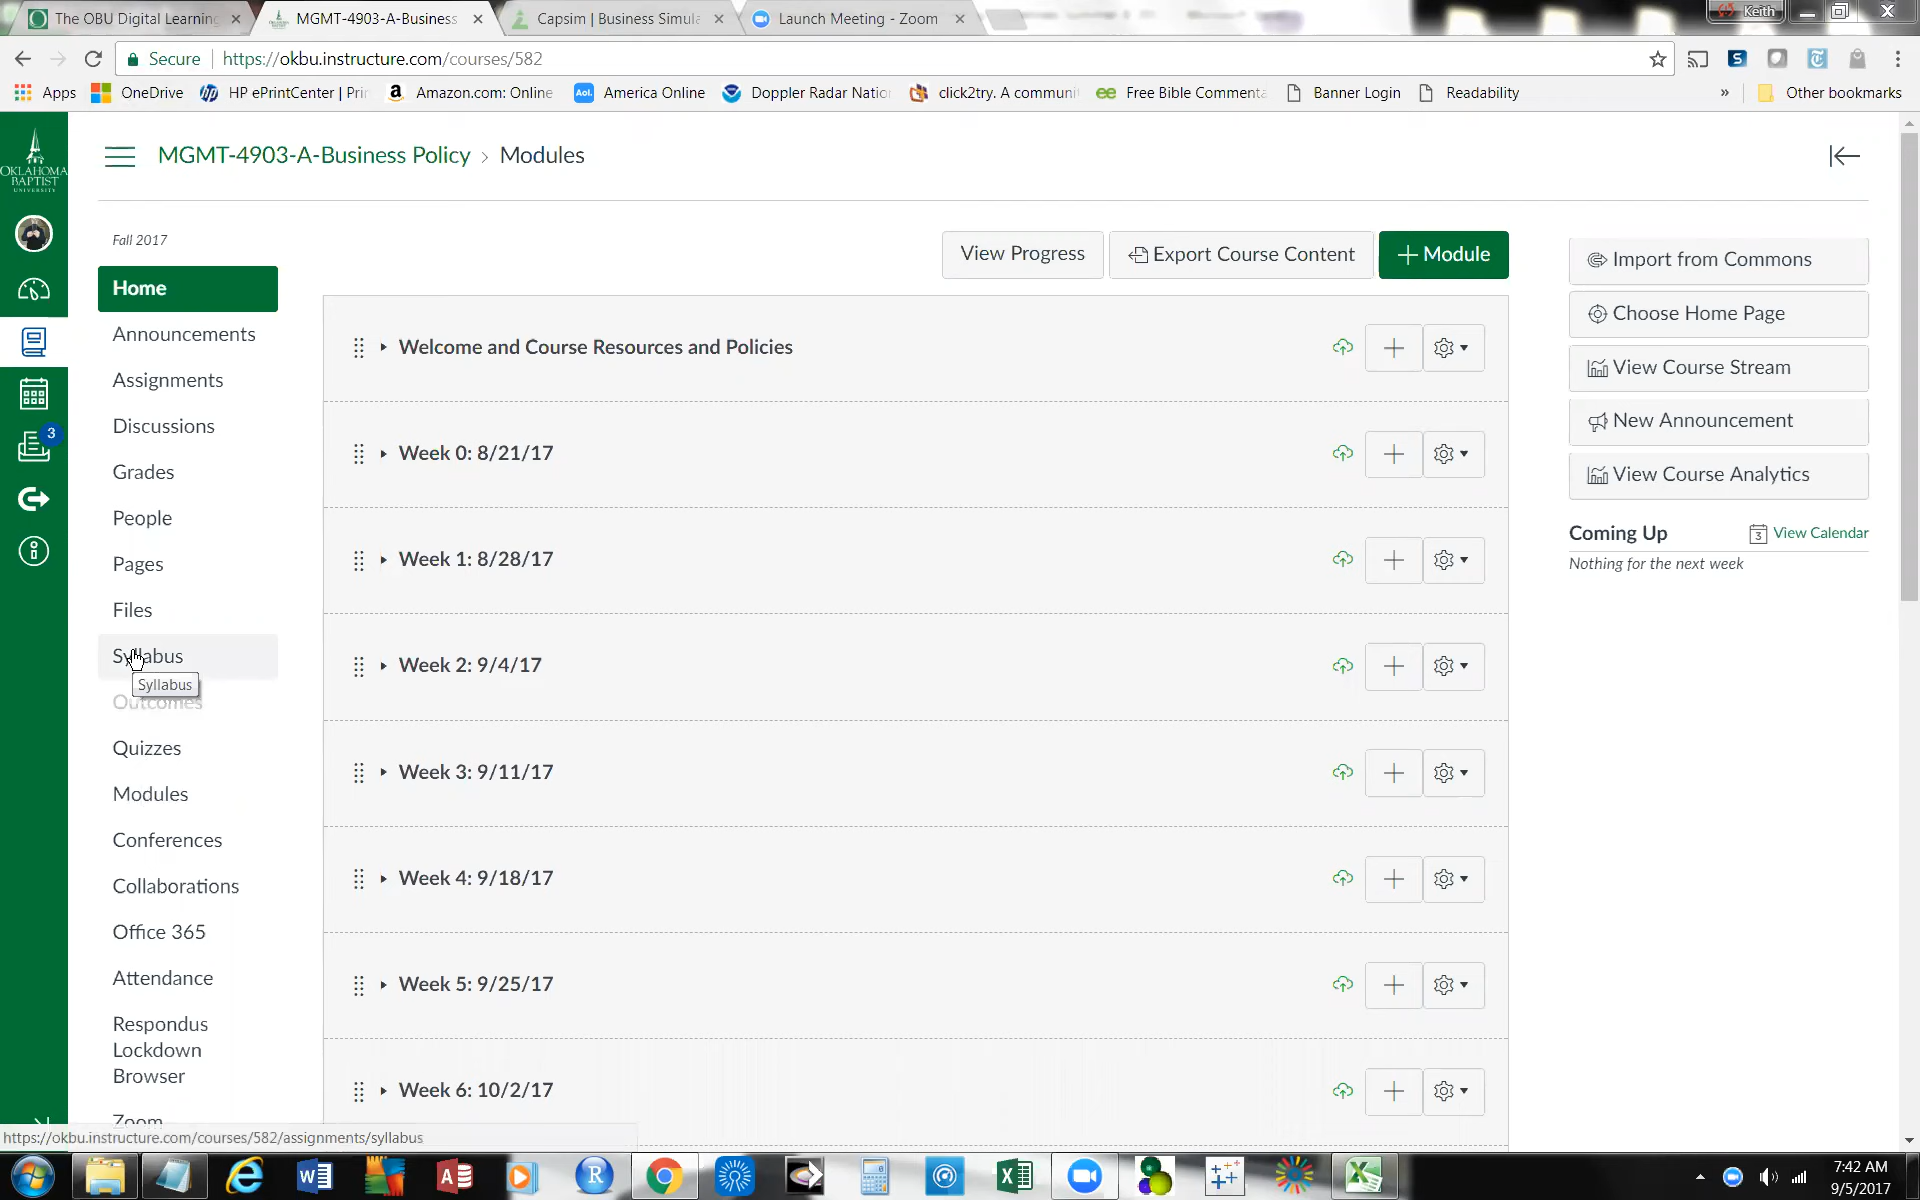 The OBU Digital Learning
MGMT-4903-A-Business
Capsim | Business Simula
Launch Meeting - Zoom
Keith
Secure
https://okbu.instructure.com/courses/582
Apps
OneDrive
HP ePrintCenter | Pri
Amazon.com: Online
Aol.
America Online
Doppler Radar Natio
click2try. A communi
Free Bible Commenta
Banner Login
Readability
»
Other bookmarks
OKLAHOMA
BAPTIST
UNIVERSITY
MGMT-4903-A-Business Policy › Modules
Fall 2017
View Progress
Export Course Content
+ Module
Home
Announcements
Assignments
Discussions
Grades
People
Pages
Files
Syllabus
Syllabus
Outcomes
Quizzes
Modules
Conferences
Collaborations
Office 365
Attendance
Respondus
Lockdown
Browser
Zoom
3
Welcome and Course Resources and Policies
Week 0: 8/21/17
Week 1: 8/28/17
Week 2: 9/4/17
Week 3: 9/11/17
Week 4: 9/18/17
Week 5: 9/25/17
Week 6: 10/2/17
Import from Commons
Choose Home Page
View Course Stream
New Announcement
View Course Analytics
Coming Up
3 View Calendar
Nothing for the next week
https://okbu.instructure.com/courses/582/assignments/syllabus
7:42 AM
9/5/2017